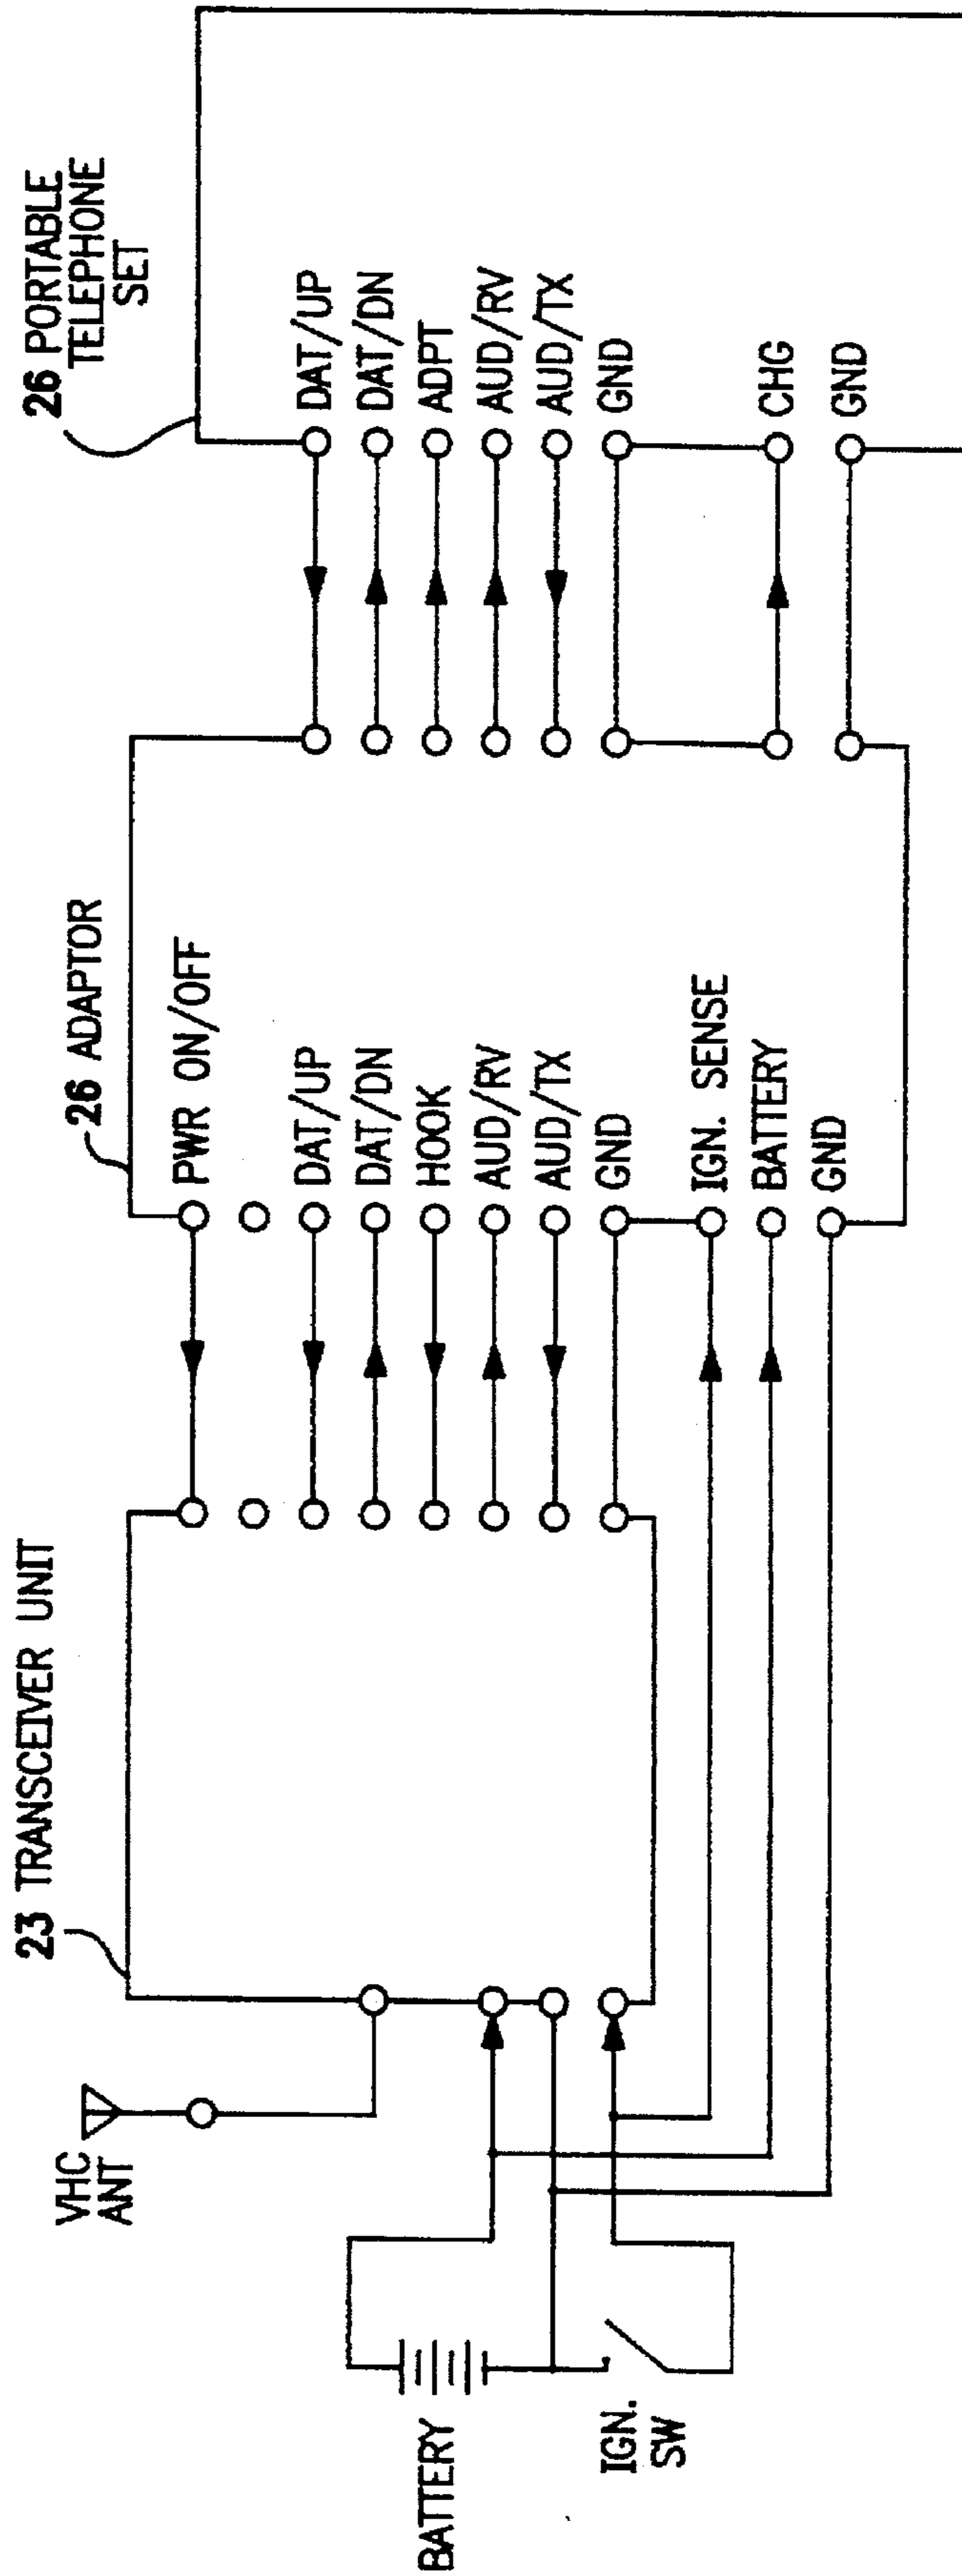 26 PORTABLE
TELEPHONE
SET
DAT/UP
DAT/DN
ADPT
AUD/RV
AUD/TX
GND
CHG
GND
26 ADAPTOR
PWR ON/OFF
DAT/UP
DAT/DN
HOOK
AUD/RV
AUD/TX
GND
IGN. SENSE
BATTERY
GND
23 TRANSCEIVER UNIT
VHC
ANT
BATTERY
IGN.
SW